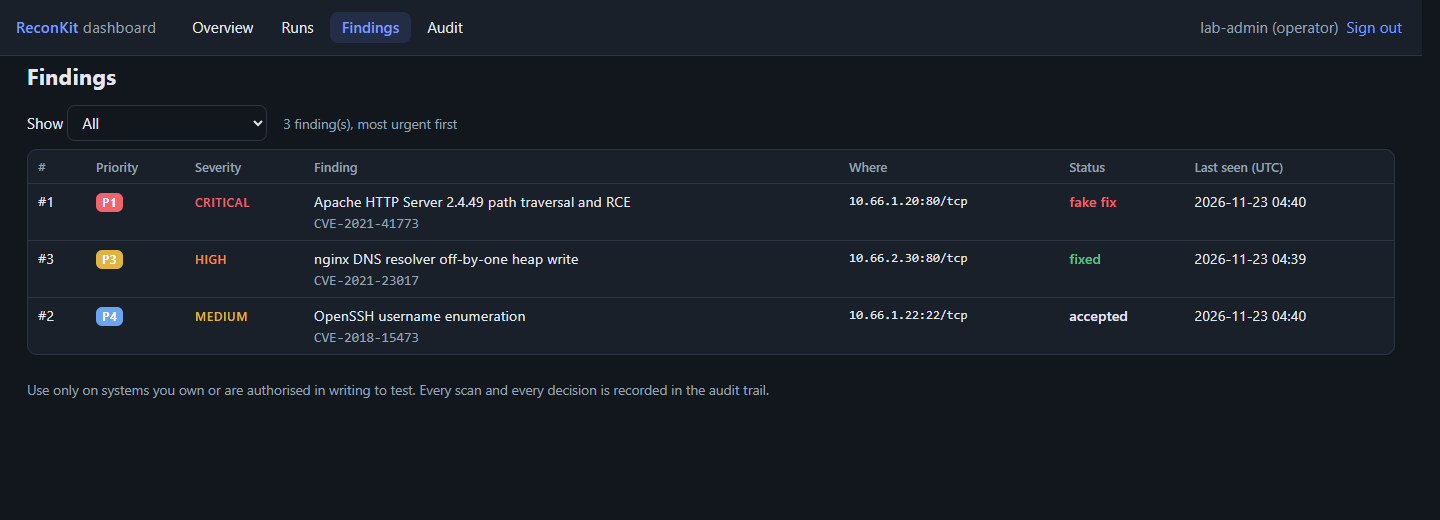 ReconKit dashboard Overview Runs Findings Audit lab-admin (operator) Sign out
Findings
Show All 3 finding(s), most urgent first
# Priority Severity Finding Where Status Last seen (UTC)
#1 P1 CRITICAL Apache HTTP Server 2.4.49 path traversal and RCE 10.66.1.20:80/tcp fake fix 2026-11-23 04:40
CVE-2021-41773
#3 P3 HIGH nginx DNS resolver off-by-one heap write 10.66.2.30:80/tcp fixed 2026-11-23 04:39
CVE-2021-23017
#2 P4 MEDIUM OpenSSH username enumeration 10.66.1.22:22/tcp accepted 2026-11-23 04:40
CVE-2018-15473
Use only on systems you own or are authorised in writing to test. Every scan and every decision is recorded in the audit trail.